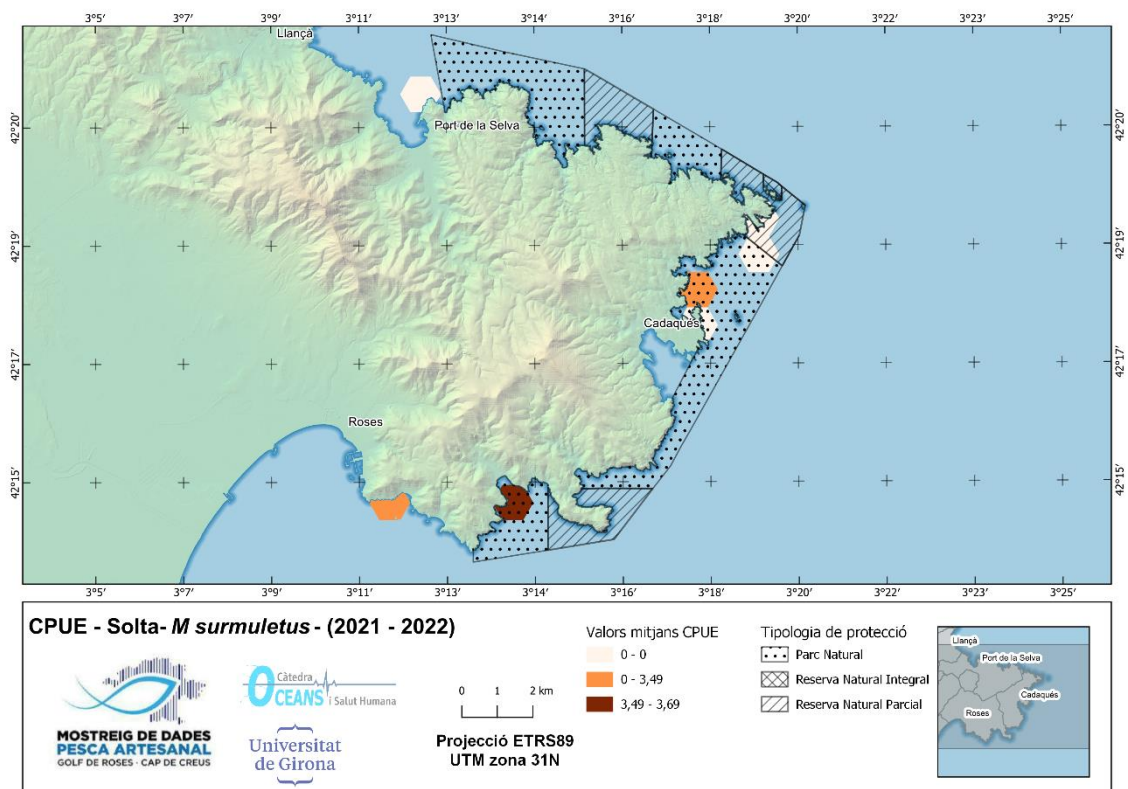 3°5'
3°7'
3°9'
3°11'
3°13'
3°14'
3°16'
3°18'
3°20'
3°22'
3°23'
3°25'
Llançà
42°20'
Port de la Selva
42°20'
42°19'
42°19'
Cadaqués
42°17'
42°17'
Roses
42°15'
42°15'
3°5'
3°7'
3°9'
3°11'
3°13'
3°14'
3°16'
3°18'
3°20'
3°22'
3°23'
3°25'
CPUE - Solta- M surmuletus - (2021 - 2022)
MOSTREIG DE DADES
PESCA ARTESANAL
GOLF DE ROSES · CAP DE CREUS
Càtedra
OCEANS
i Salut Humana
Universitat
de Girona
0 1 2 km
Projecció ETRS89
UTM zona 31N
Valors mitjans CPUE
0 - 0
0 - 3,49
3,49 - 3,69
Tipologia de protecció
Parc Natural
Reserva Natural Integral
Reserva Natural Parcial
Llançà
Port de la Selva
Cadaqués
Roses